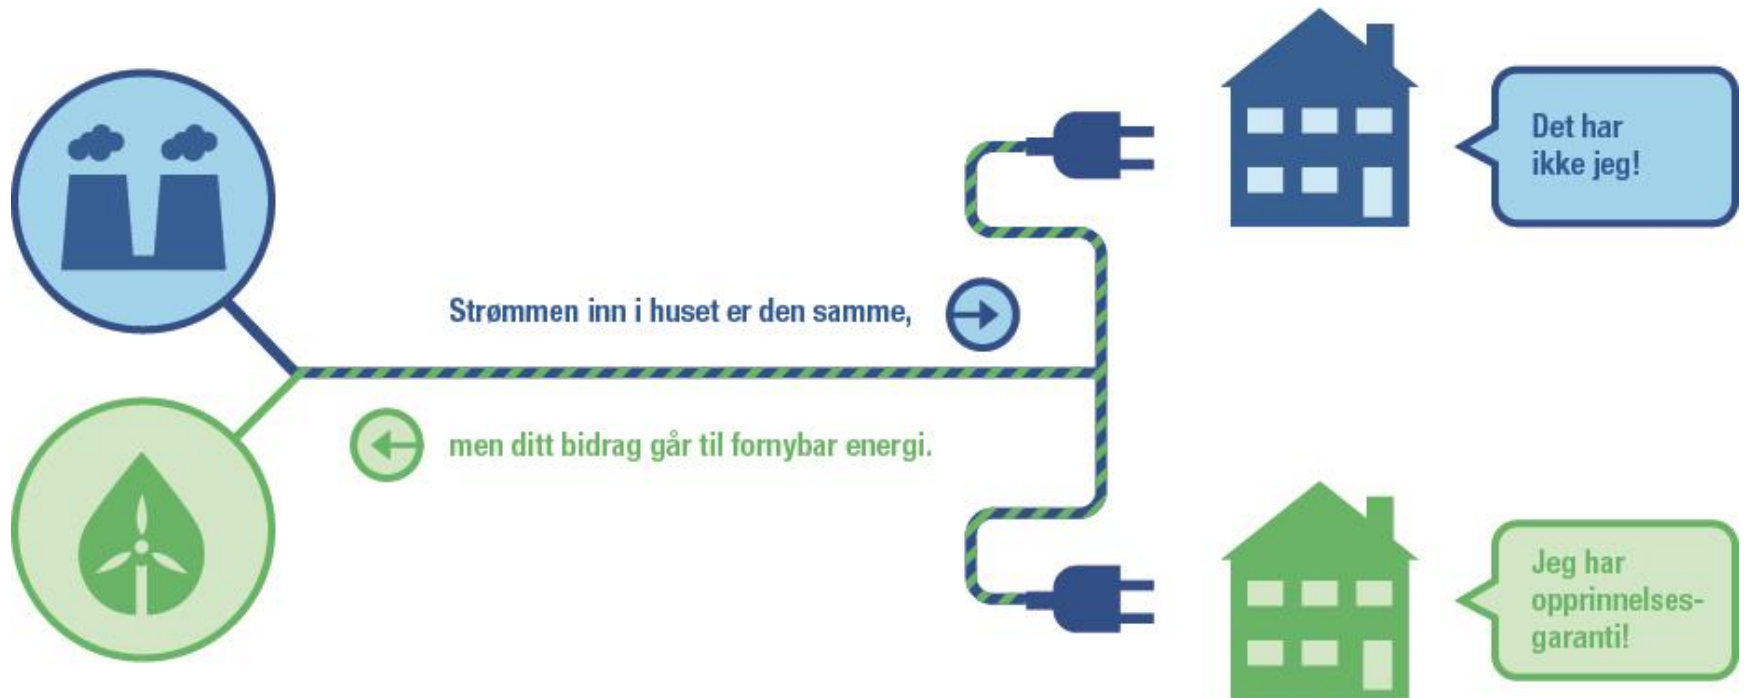 Det har
ikke jeg!
Strømmen inn i huset er den samme,
men ditt bidrag går til fornybar energi.
Jeg har
opprinnelses-
garanti!